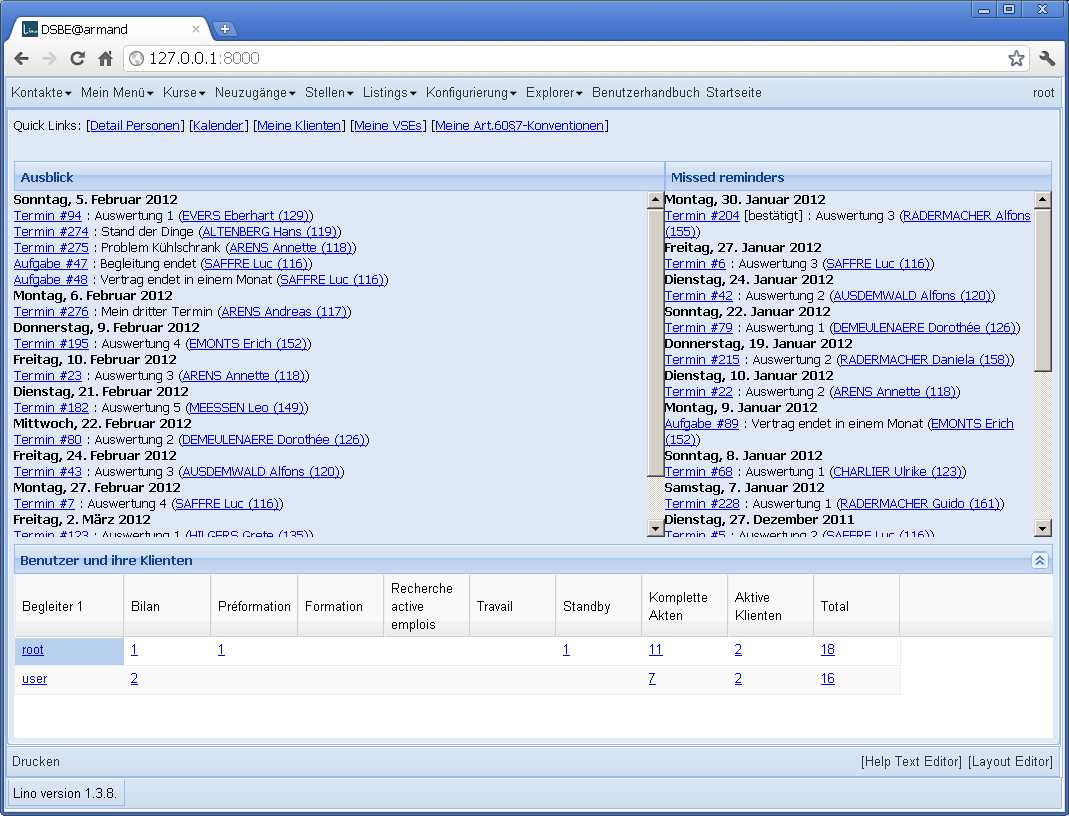 DSBE@armand
127.0.0.1:8000
Kontakte Mein Menü Kurse Neuzugänge Stellen Listings Konfigurierung Explorer Benutzerhandbuch Startseite root
Quick Links: [Detail Personen] [Kalender] [Meine Klienten] [Meine VSEs] [Meine Art.60§7-Konventionen]
Ausblick
Sonntag, 5. Februar 2012
Termin #94 : Auswertung 1 (EVERS Eberhart (129))
Termin #274 : Stand der Dinge (ALTENBERG Hans (119))
Termin #275 : Problem Kühlschrank (ARENS Annette (118))
Aufgabe #47 : Begleitung endet (SAFFRE Luc (116))
Aufgabe #48 : Vertrag endet in einem Monat (SAFFRE Luc (116))
Montag, 6. Februar 2012
Termin #276 : Mein dritter Termin (ARENS Andreas (117))
Donnerstag, 9. Februar 2012
Termin #195 : Auswertung 4 (EMONTS Erich (152))
Freitag, 10. Februar 2012
Termin #23 : Auswertung 3 (ARENS Annette (118))
Dienstag, 21. Februar 2012
Termin #182 : Auswertung 5 (MEESSEN Leo (149))
Mittwoch, 22. Februar 2012
Termin #80 : Auswertung 2 (DEMEULENAERE Dorothée (126))
Freitag, 24. Februar 2012
Termin #43 : Auswertung 3 (AUSDEMWALD Alfons (120))
Montag, 27. Februar 2012
Termin #7 : Auswertung 4 (SAFFRE Luc (116))
Freitag, 2. März 2012
Termin #123 : Auswertung 1 (HILGERS Grete (135))
Missed reminders
Montag, 30. Januar 2012
Termin #204 [bestätigt] : Auswertung 3 (RADERMACHER Alfons
(155))
Freitag, 27. Januar 2012
Termin #6 : Auswertung 3 (SAFFRE Luc (116))
Dienstag, 24. Januar 2012
Termin #42 : Auswertung 2 (AUSDEMWALD Alfons (120))
Sonntag, 22. Januar 2012
Termin #79 : Auswertung 1 (DEMEULENAERE Dorothée (126))
Donnerstag, 19. Januar 2012
Termin #215 : Auswertung 2 (RADERMACHER Daniela (158))
Dienstag, 10. Januar 2012
Termin #22 : Auswertung 2 (ARENS Annette (118))
Montag, 9. Januar 2012
Aufgabe #89 : Vertrag endet in einem Monat (EMONTS Erich
(152))
Sonntag, 8. Januar 2012
Termin #68 : Auswertung 1 (CHARLIER Ulrike (123))
Samstag, 7. Januar 2012
Termin #228 : Auswertung 1 (RADERMACHER Guido (161))
Dienstag, 27. Dezember 2011
Termin #5 : Auswertung 2 (SAFFRE Luc (116))
Benutzer und ihre Klienten
Begleiter 1 Bilan Préformation Formation Recherche active emplois Travail Standby Komplette Akten Aktive Klienten Total
root 1 1 1 11 2 18
user 2 7 2 16
Drucken [Help Text Editor] [Layout Editor]
Lino version 1.3.8.